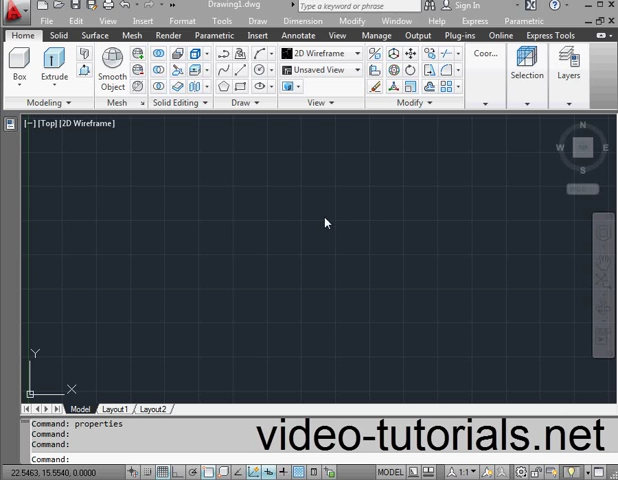 Drawing1.dwg
Type a keyword or phrase
Sign In
File Edit View Insert Format Tools Draw Dimension Modify Window Help Express Parametric
Home Solid Surface Mesh Render Parametric Insert Annotate View Manage Output Plug-ins Online Express Tools
Box
Extrude
Smooth
Object
2D Wireframe
Unsaved View
Coor...
Selection
Layers
Modeling
Mesh
Solid Editing
Draw
View
Modify
[−] [Top] [2D Wireframe]
N
W
E
S
Y
X
Model Layout1 Layout2
Command: properties
Command:
Command:
Command:
video-tutorials.net
22.5463, 15.5540, 0.0000
MODEL
1:1